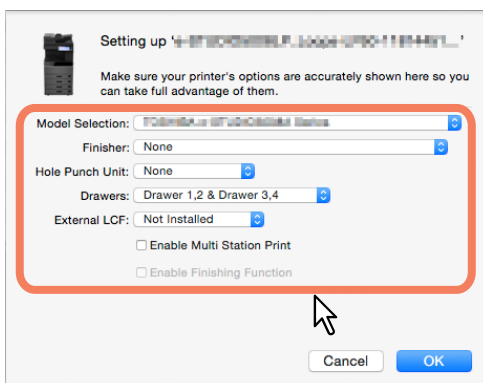 Setting up ' '
Make sure your printer's options are accurately shown here so you
can take full advantage of them.
Model Selection:
Finisher: None
Hole Punch Unit: None
Drawers: Drawer 1,2 & Drawer 3,4
External LCF: Not Installed
Enable Multi Station Print
Enable Finishing Function
Cancel OK